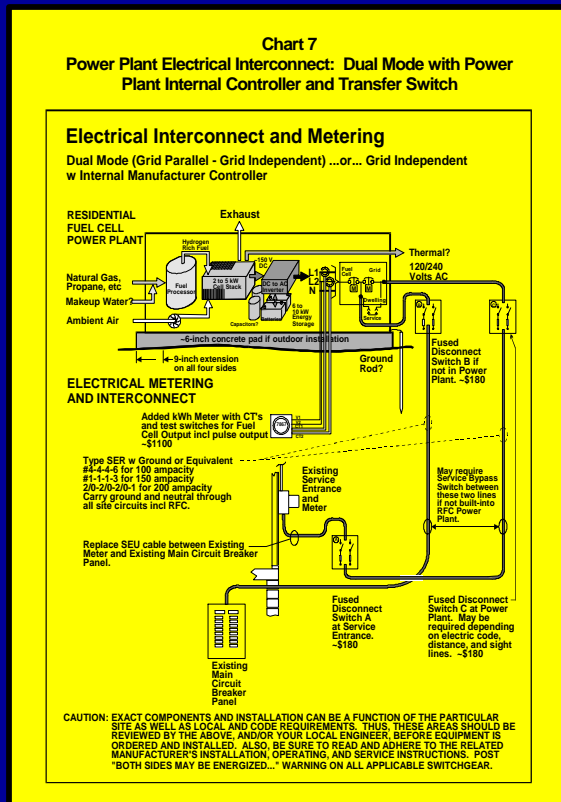 Chart 7
Power Plant Electrical Interconnect: Dual Mode with Power
Plant Internal Controller and Transfer Switch
Electrical Interconnect and Metering
Dual Mode (Grid Parallel - Grid Independent) ...or... Grid Independent
w Internal Manufacturer Controller
RESIDENTIAL
FUEL CELL
POWER PLANT
Exhaust
Hydrogen
Rich Fuel
~150 V
DC
Fuel
Processor
2 to 5 kW
Cell Stack
DC to AC
Inverter
L1
L2
N
Fuel
Cell
Grid
M
M
Dwelling
Service
Thermal?
120/240
Volts AC
Natural Gas,
Propane, etc
Makeup Water?
Ambient Air
Capacitors?
Batteries
6 to
10 kW
Energy
Storage
~6-inch concrete pad if outdoor installation
9-inch extension
on all four sides
Ground
Rod?
Fused
Disconnect
Switch B if
not in Power
Plant. ~$180
ELECTRICAL METERING
AND INTERCONNECT
Added kWh Meter with CT's
and test switches for Fuel
Cell Output incl pulse output
~$1100
Type SER w Ground or Equivalent
#4-4-4-6 for 100 ampacity
#1-1-1-3 for 150 ampacity
2/0-2/0-2/0-1 for 200 ampacity
Carry ground and neutral through
all site circuits incl RFC.
Existing
Service
Entrance
and
Meter
May require
Service Bypass
Switch between
these two lines
if not built-into
RFC Power
Plant.
Replace SEU cable between Existing
Meter and Existing Main Circuit Breaker
Panel.
Fused
Disconnect
Switch A
at Service
Entrance.
~$180
Fused Disconnect
Switch C at Power
Plant. May be
required depending
on electric code,
distance, and sight
lines. ~$180
Existing
Main
Circuit
Breaker
Panel
CAUTION: EXACT COMPONENTS AND INSTALLATION CAN BE A FUNCTION OF THE PARTICULAR
SITE AS WELL AS LOCAL AND CODE REQUIREMENTS. THUS, THESE AREAS SHOULD BE
REVIEWED BY THE ABOVE, AND/OR YOUR LOCAL ENGINEER, BEFORE EQUIPMENT IS
ORDERED AND INSTALLED. ALSO, BE SURE TO READ AND ADHERE TO THE RELATED
MANUFACTURER'S INSTALLATION, OPERATING, AND SERVICE INSTRUCTIONS. POST
"BOTH SIDES MAY BE ENERGIZED..." WARNING ON ALL APPLICABLE SWITCHGEAR.